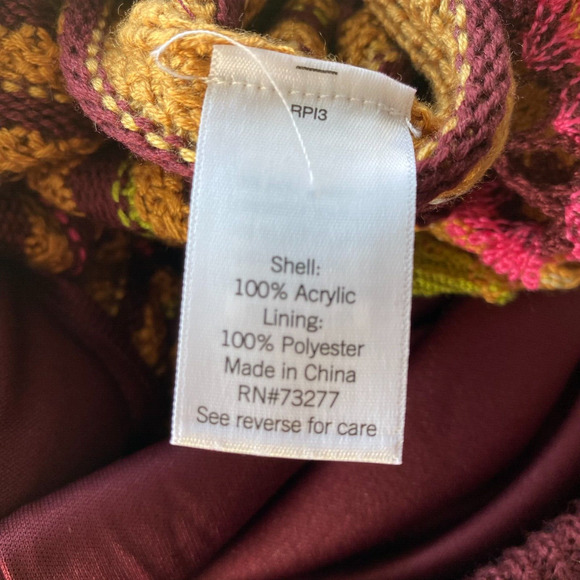 RPI3
Shell:
100% Acrylic
Lining:
100% Polyester
Made in China
RN#73277
See reverse for care